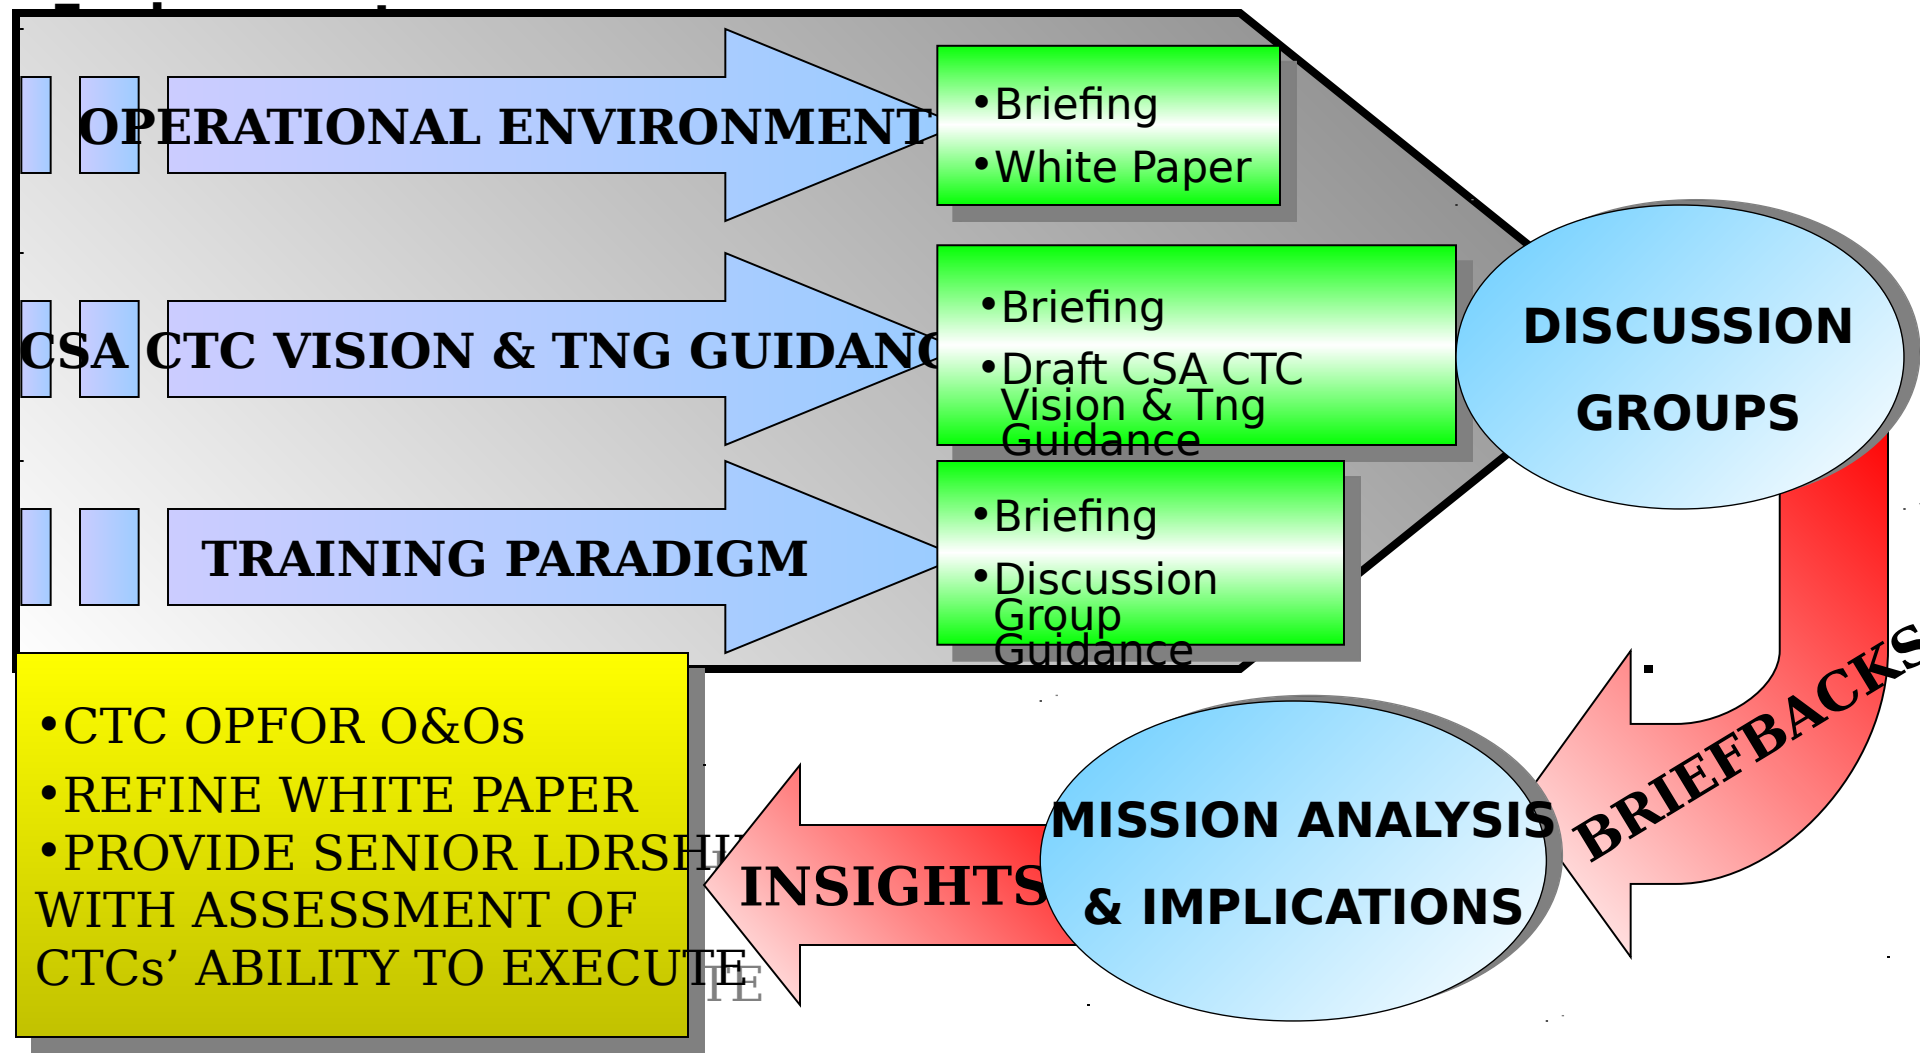 OPERATIONAL ENVIRONMENT
•Briefing
•White Paper
CSA CTC VISION & TNG GUIDANC
•Briefing
•Draft CSA CTC
Vision & Tng
Guidance
TRAINING PARADIGM
•Briefing
•Discussion
Group
Guidance
DISCUSSION
GROUPS
BRIEFBACKS
MISSION ANALYSIS
& IMPLICATIONS
INSIGHTS
•CTC OPFOR O&Os
•REFINE WHITE PAPER
•PROVIDE SENIOR LDRSHI
WITH ASSESSMENT OF
CTCs’ ABILITY TO EXECUTE